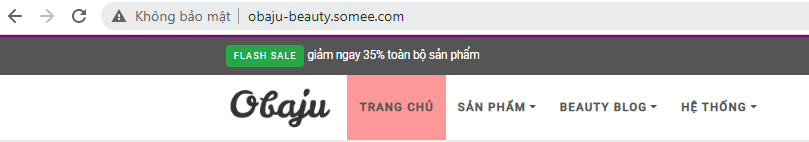 Không bảo mật | obaju-beauty.somee.com
FLASH SALE giảm ngay 35% toàn bộ sản phẩm
Obaju TRANG CHỦ SẢN PHẨM BEAUTY BLOG HỆ THỐNG